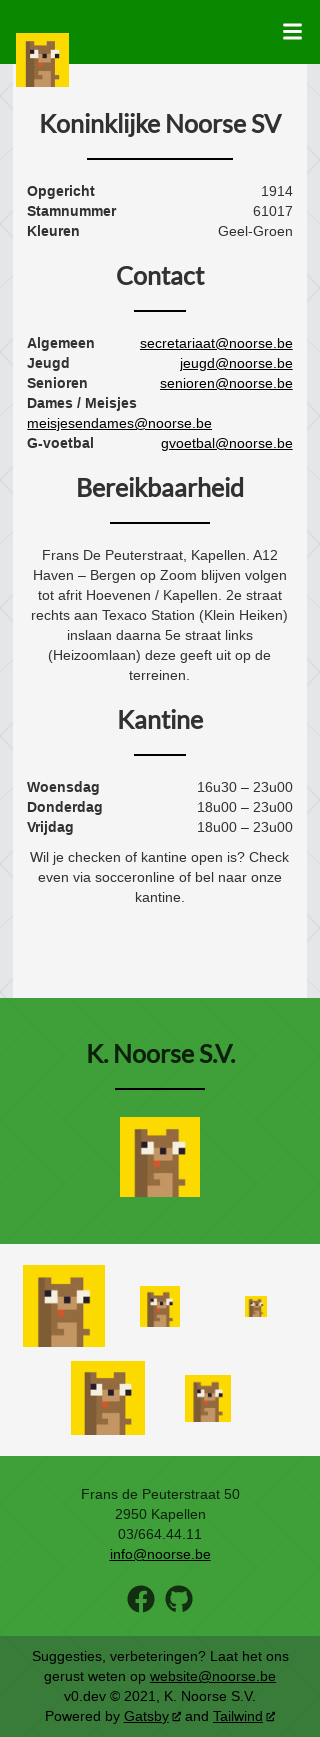 Koninklijke Noorse SV
Opgericht 1914
Stamnummer 61017
Kleuren Geel-Groen
Contact
Algemeen secretariaat@noorse.be
Jeugd jeugd@noorse.be
Senioren senioren@noorse.be
Dames / Meisjes
meisjesendames@noorse.be
G-voetbal gvoetbal@noorse.be
Bereikbaarheid
Frans De Peuterstraat, Kapellen. A12
Haven – Bergen op Zoom blijven volgen
tot afrit Hoevenen / Kapellen. 2e straat
rechts aan Texaco Station (Klein Heiken)
inslaan daarna 5e straat links
(Heizoomlaan) deze geeft uit op de
terreinen.
Kantine
Woensdag 16u30 – 23u00
Donderdag 18u00 – 23u00
Vrijdag 18u00 – 23u00
Wil je checken of kantine open is? Check
even via socceronline of bel naar onze
kantine.
K. Noorse S.V.
Frans de Peuterstraat 50
2950 Kapellen
03/664.44.11
info@noorse.be
Suggesties, verbeteringen? Laat het ons
gerust weten op website@noorse.be
v0.dev © 2021, K. Noorse S.V.
Powered by Gatsby and Tailwind